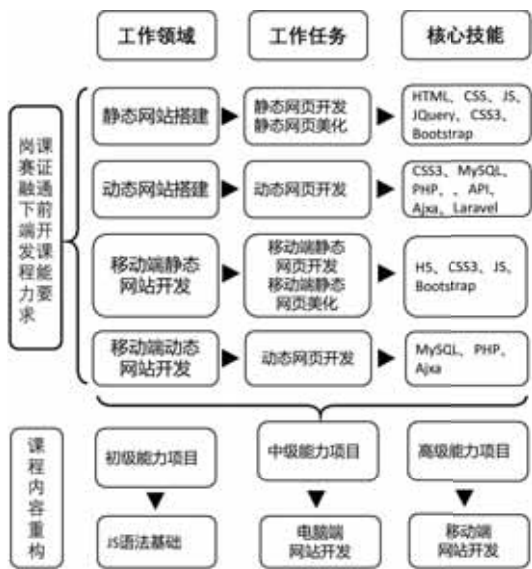 工作领域
工作任务
核心技能
岗课
赛证
融通
下前
端开
发课
程能
力要
求
静态网站搭建
静态网页开发
静态网页美化
HTML、CSS、JS、
JQuery、CSS3、
Bootstrap
动态网站搭建
动态网页开发
CSS3、MySQL、
PHP、、API、
Ajxa、Laravel
移动端静态
网站开发
移动端静态
网页开发
移动端静态
网页美化
H5、CSS3、JS、
Bootstrap
移动端动态
网站开发
动态网页开发
MySQL、PHP、
Ajxa
课
程
内
容
重
构
初级能力项目
中级能力项目
高级能力项目
JS语法基础
电脑端
网站开发
移动端
网站开发